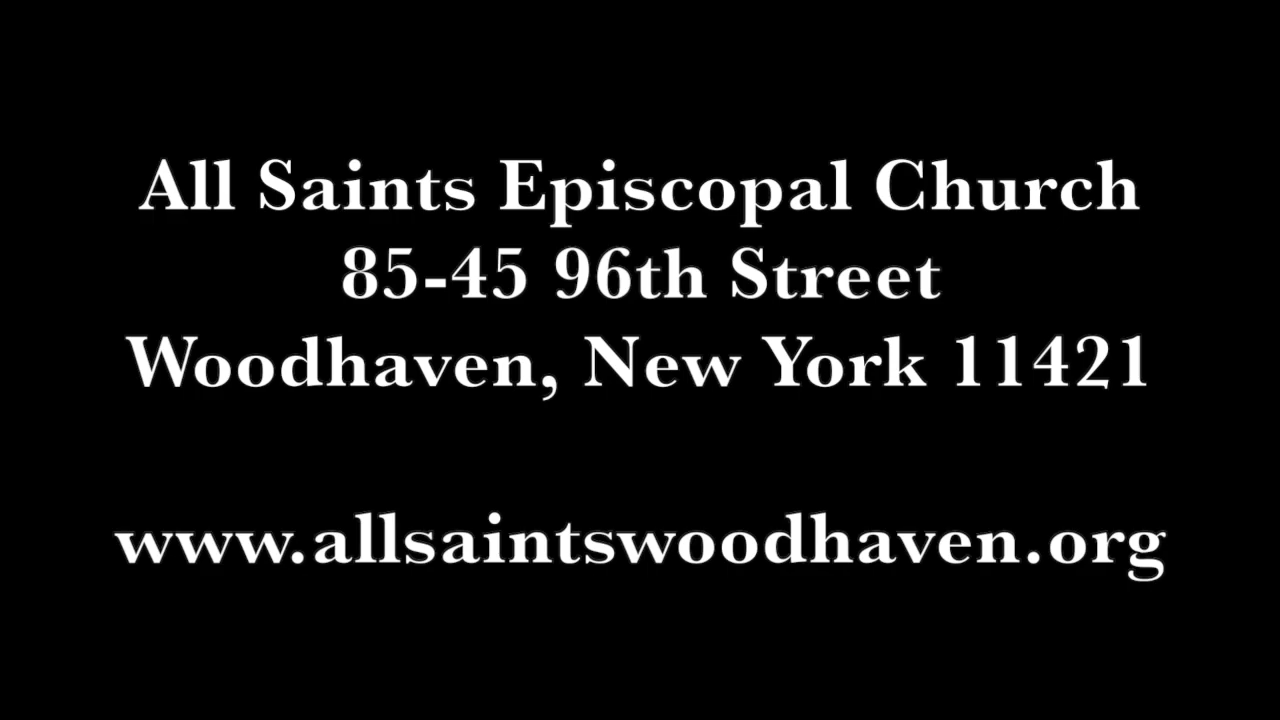 All Saints Episcopal Church
85-45 96th Street
Woodhaven, New York 11421
www.allsaintswoodhaven.org